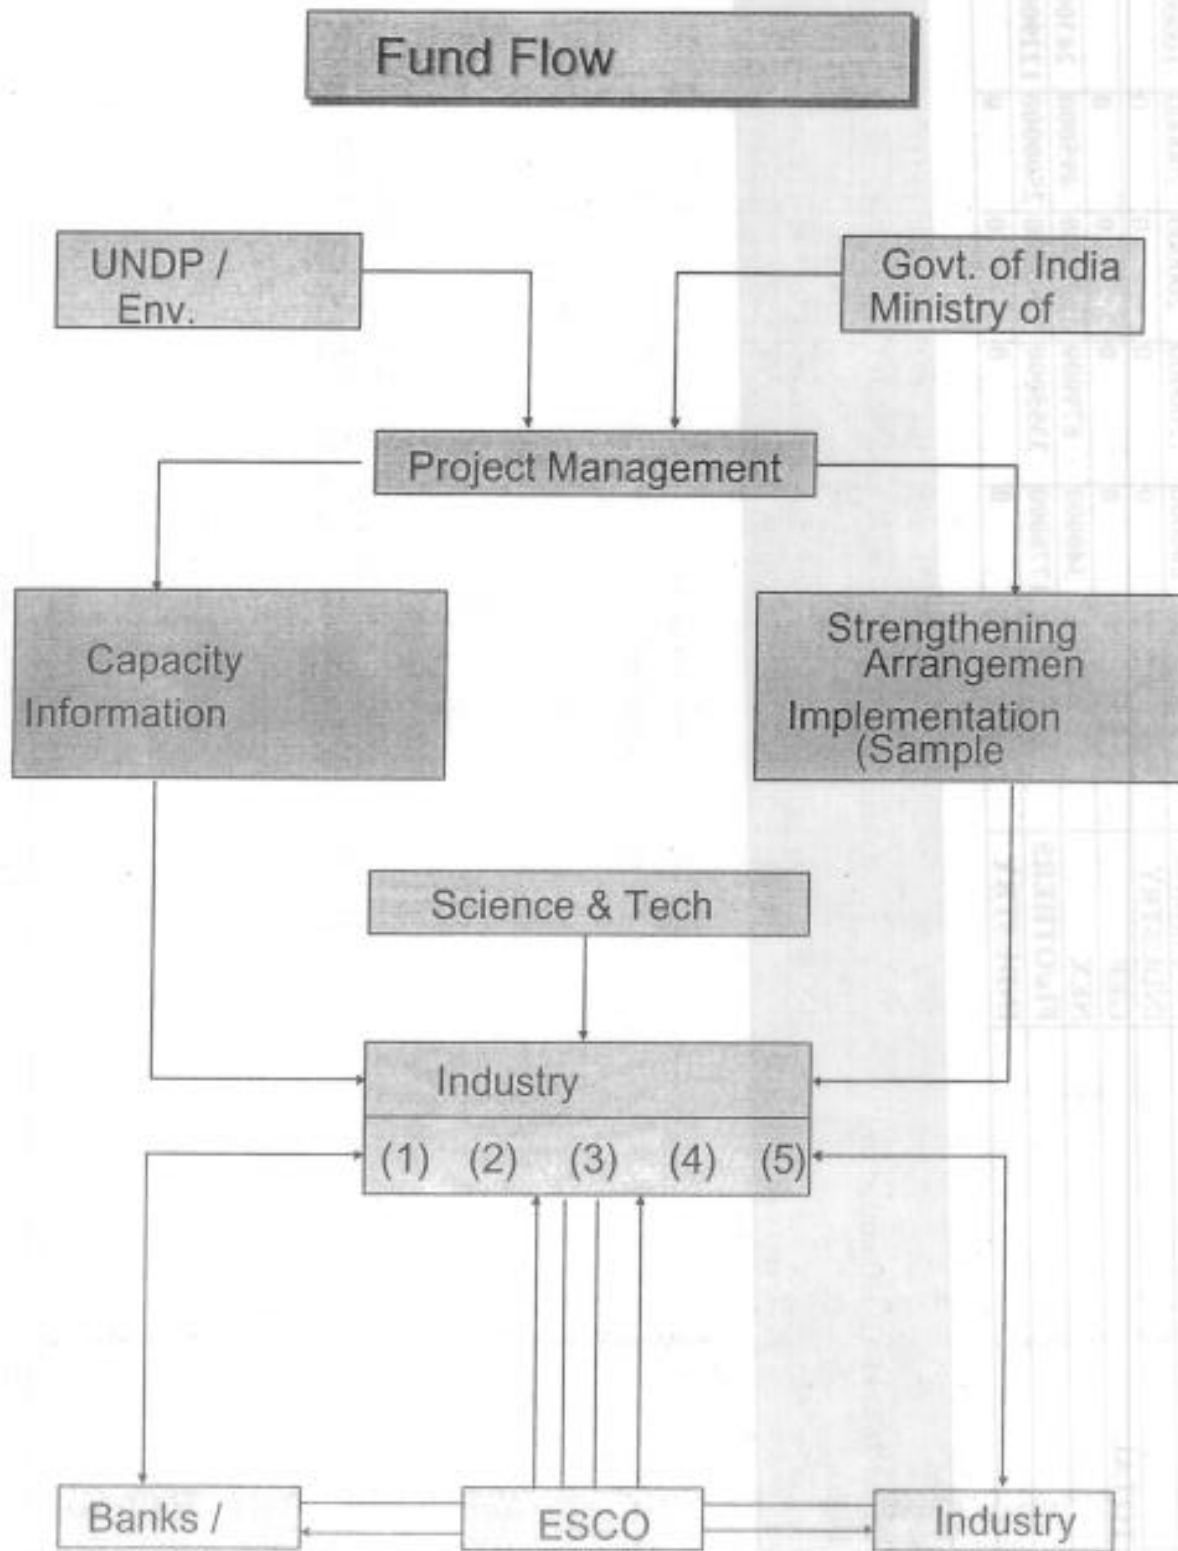 Fund Flow
UNDP /
Env.
Govt. of India
Ministry of
Project Management
Capacity
Information
Strengthening
Arrangemen
Implementation
(Sample
Science & Tech
Industry
(1) (2) (3) (4) (5)
Banks /
ESCO
Industry